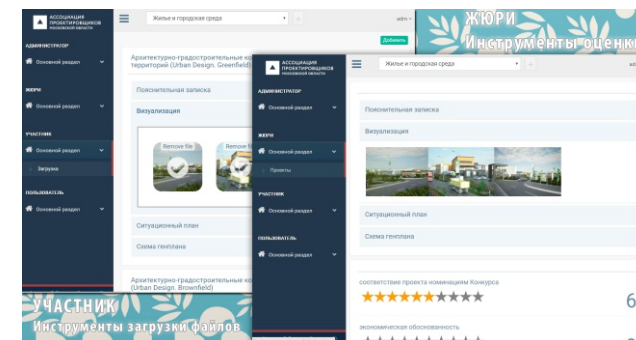 АССОЦИАЦИЯ
ПРОЕКТИРОВЩИКОВ
МОСКОВСКОЙ ОБЛАСТИ
Жилье и городская среда
adm
Добавить
АДМИНИСТРАТОР
Основной раздел
ЖЮРИ
Основной раздел
УЧАСТНИК
Основной раздел
Загрузка
ПОЛЬЗОВАТЕЛЬ
Основной раздел
Архитектурно-градостроительные ко
территорий (Urban Design. Greenfield)
Пояснительная записка
Визуализация
Remove file
Remove file
Ситуационный план
Схема генплана
Архитектурно-градостроительные ко
(Urban Design. Brownfield)
ЖЮРИ
Инструменты оценки
АССОЦИАЦИЯ
ПРОЕКТИРОВЩИКОВ
МОСКОВСКОЙ ОБЛАСТИ
Жилье и городская среда
ad
АДМИНИСТРАТОР
Основной раздел
ЖЮРИ
Основной раздел
Проекты
УЧАСТНИК
Основной раздел
ПОЛЬЗОВАТЕЛЬ
Основной раздел
Пояснительная записка
Визуализация
Ситуационный план
Схема генплана
соответствие проекта номинациям Конкурса
6
экономическая обоснованность
УЧАСТНИК
Инструменты загрузки файлов